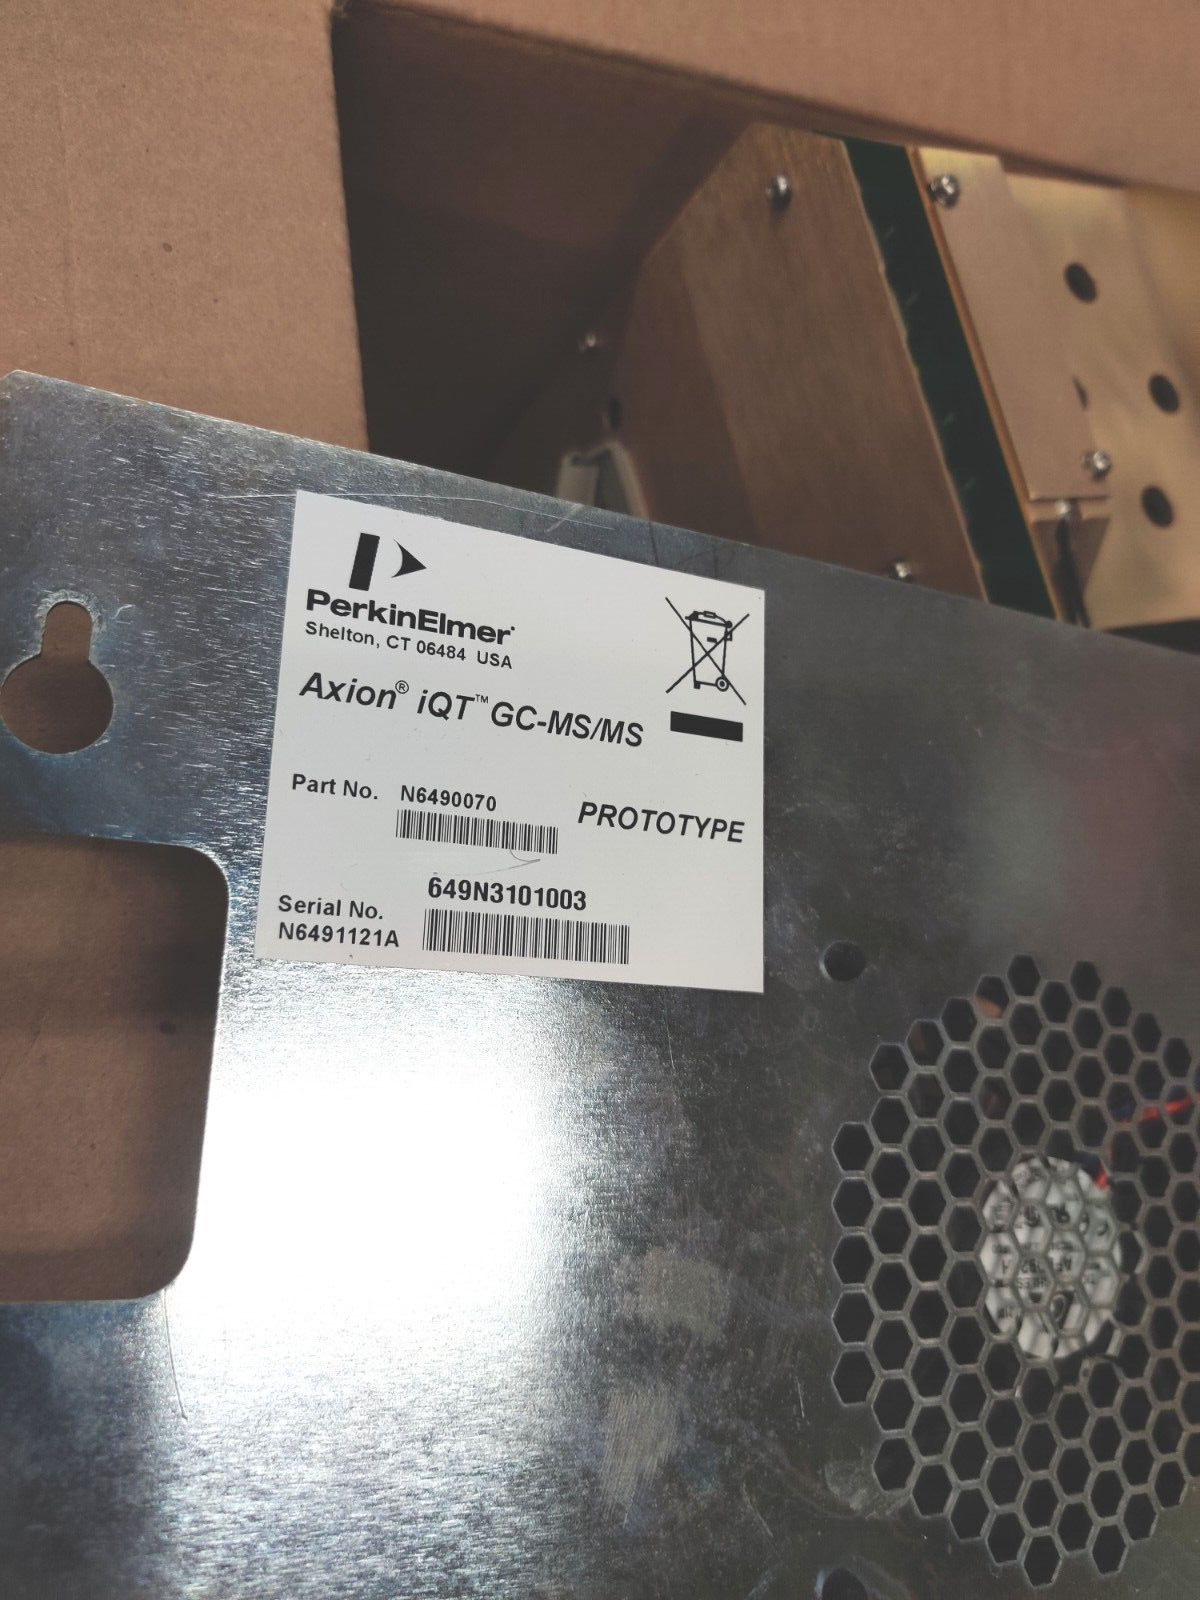 PerkinElmer
Shelton, CT 06484 USA
Axion® iQT™ GC-MS/MS
Part No. N6490070
PROTOTYPE
649N3101003
Serial No.
N6491121A